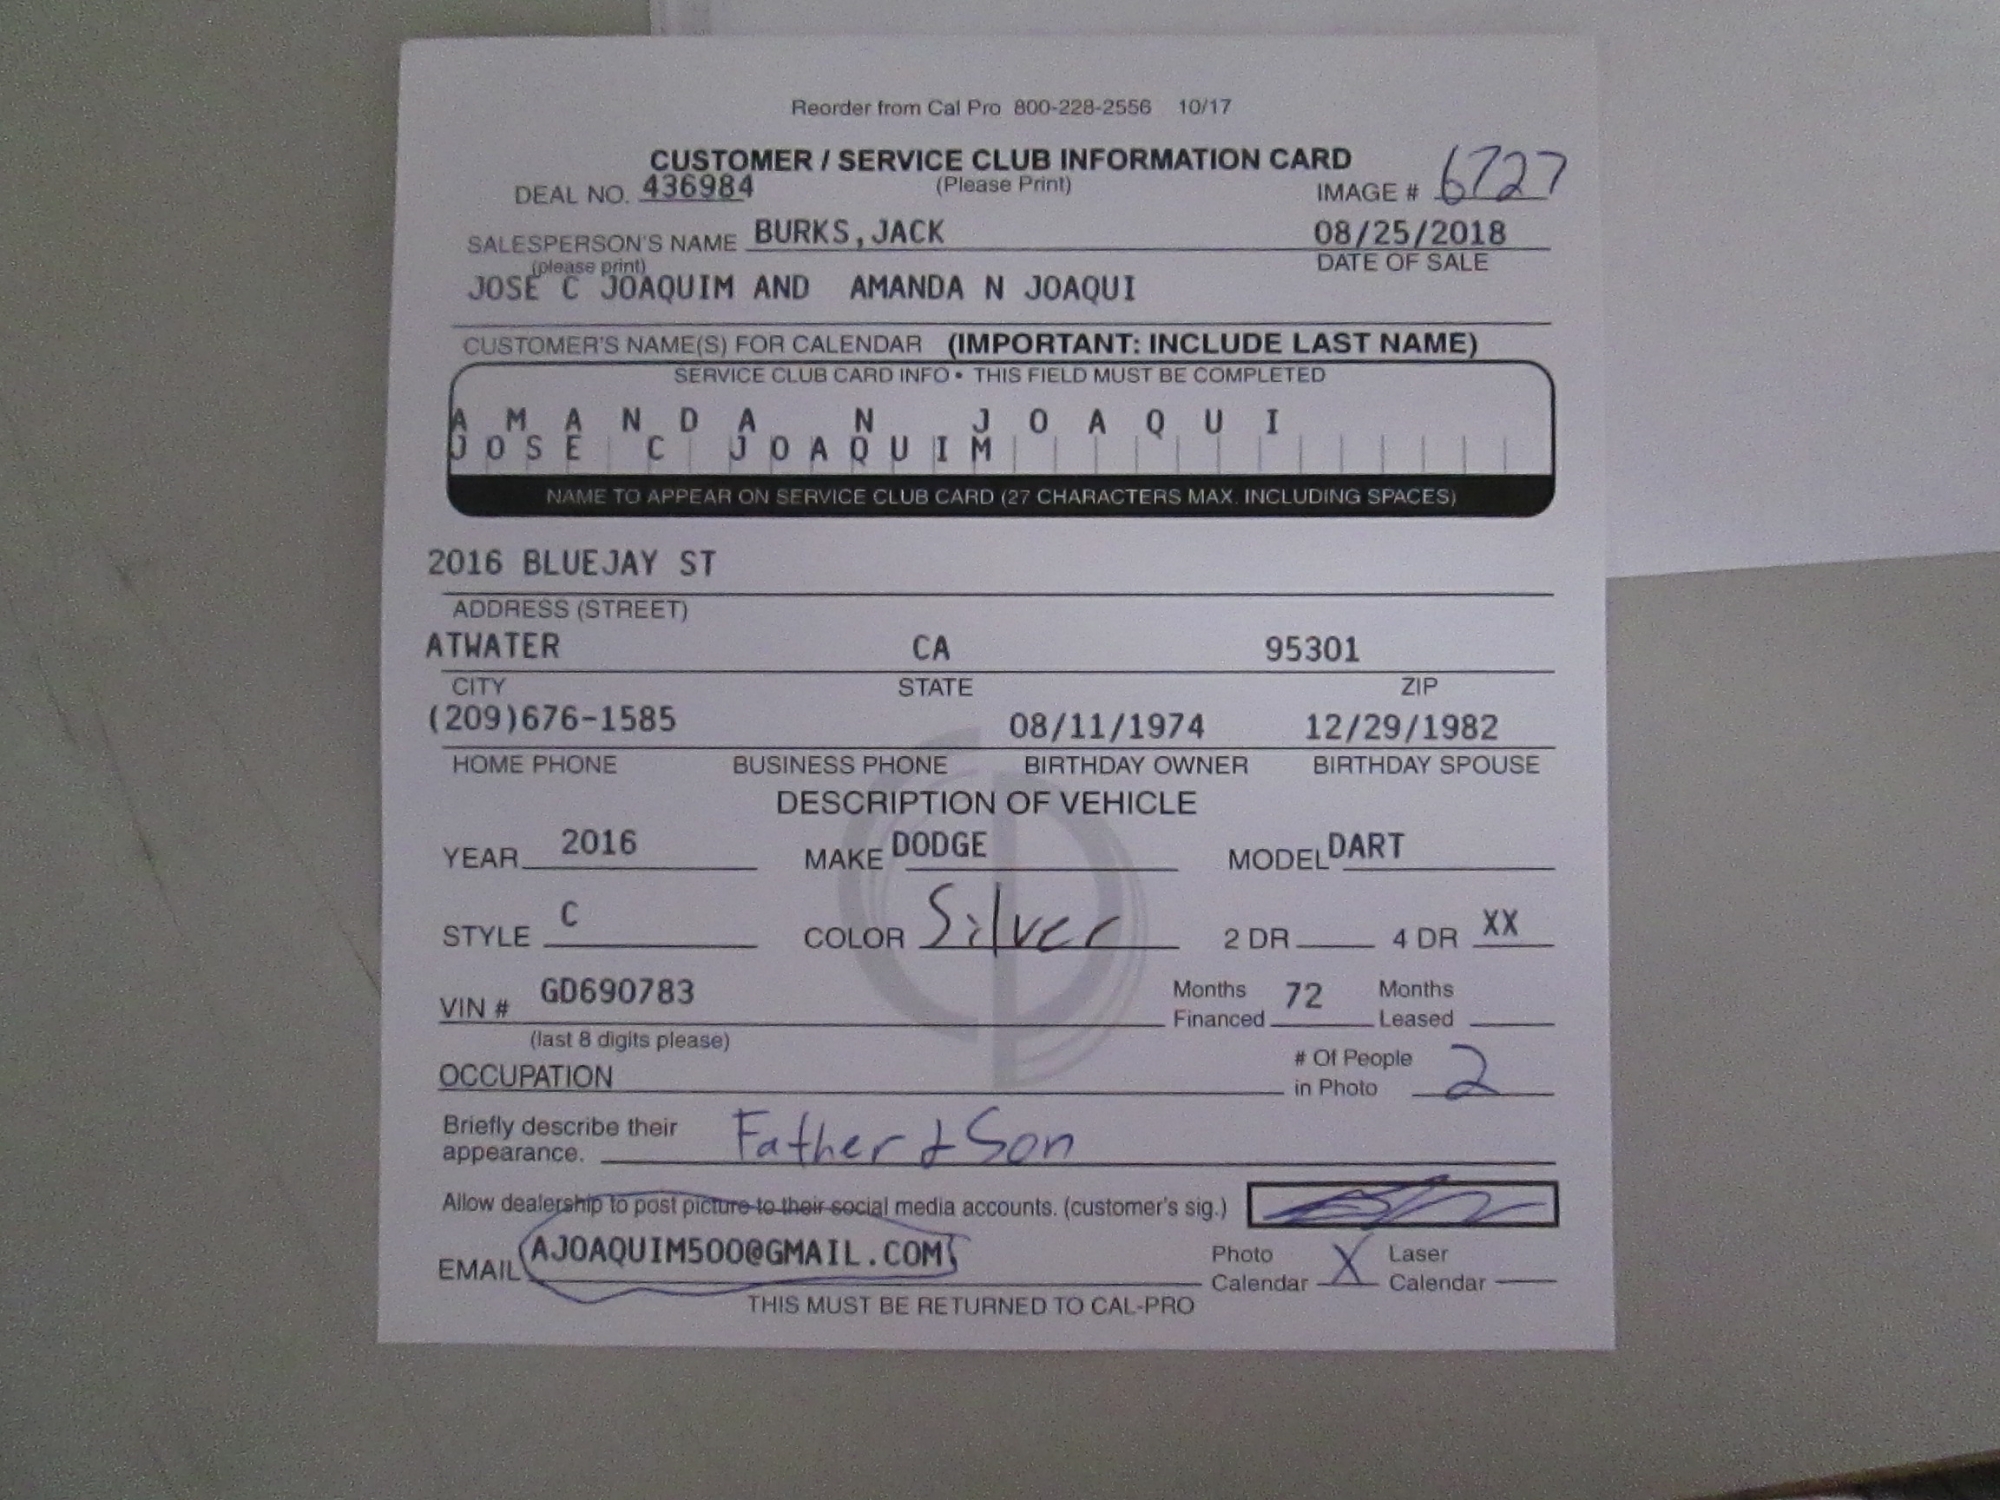 Reorder from Cal Pro 800-228-2556 10/17
CUSTOMER / SERVICE CLUB INFORMATION CARD
DEAL NO. 436984 (Please Print) IMAGE # 6727
SALESPERSON'S NAME BURKS,JACK 08/25/2018
(please print) DATE OF SALE
JOSE C JOAQUIM AND AMANDA N JOAQUI
CUSTOMER'S NAME(S) FOR CALENDAR (IMPORTANT: INCLUDE LAST NAME)
SERVICE CLUB CARD INFO • THIS FIELD MUST BE COMPLETED
A M A N D A N J O A Q U I
J O S E C J O A Q U I M
NAME TO APPEAR ON SERVICE CLUB CARD (27 CHARACTERS MAX. INCLUDING SPACES)
2016 BLUEJAY ST
ADDRESS (STREET)
ATWATER CA 95301
CITY STATE ZIP
(209)676-1585 08/11/1974 12/29/1982
HOME PHONE BUSINESS PHONE BIRTHDAY OWNER BIRTHDAY SPOUSE
DESCRIPTION OF VEHICLE
YEAR 2016 MAKE DODGE MODEL DART
STYLE C COLOR Silver 2 DR 4 DR XX
VIN # GD690783 Months Financed 72 Months Leased
(last 8 digits please)
OCCUPATION # Of People in Photo 2
Briefly describe their appearance. Father & Son
Allow dealership to post picture to their social media accounts. (customer's sig.)
EMAIL AJOAQUIM500@GMAIL.COM Photo Calendar X Laser Calendar
THIS MUST BE RETURNED TO CAL-PRO